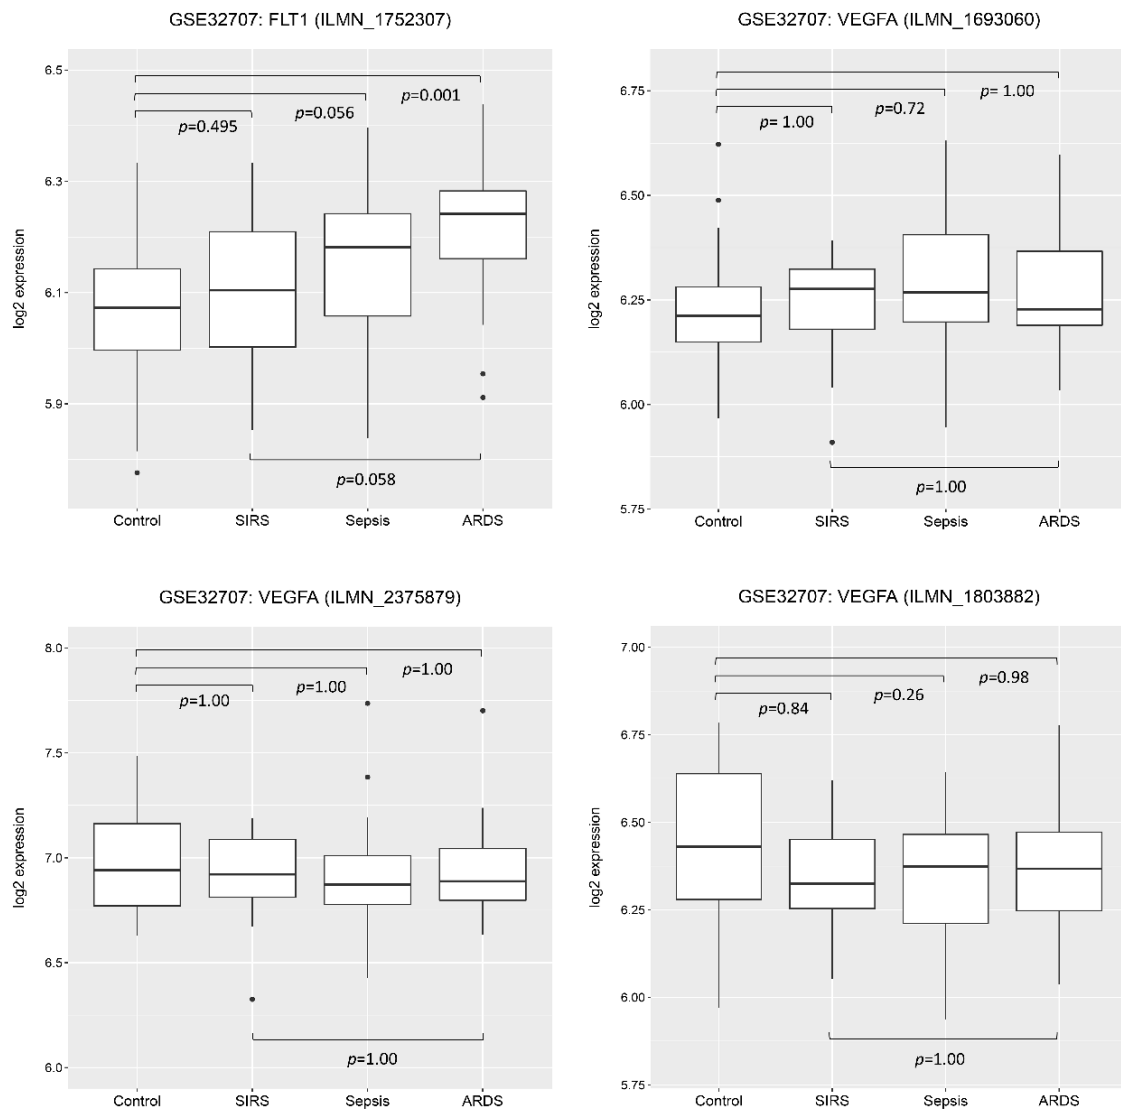 GSE32707: FLT1 (ILMN_1752307)
log2 expression
6.5
6.3
6.1
5.9
p=0.001
p=0.056
p=0.495
p=0.058
Control SIRS Sepsis ARDS
GSE32707: VEGFA (ILMN_1693060)
log2 expression
6.75
6.50
6.25
6.00
5.75
p= 1.00
p=0.72
p= 1.00
p=1.00
Control SIRS Sepsis ARDS
GSE32707: VEGFA (ILMN_2375879)
log2 expression
8.0
7.5
7.0
6.5
6.0
p=1.00
p=1.00
p=1.00
p=1.00
Control SIRS Sepsis ARDS
GSE32707: VEGFA (ILMN_1803882)
log2 expression
7.00
6.75
6.50
6.25
6.00
5.75
p=0.98
p=0.26
p=0.84
p=1.00
Control SIRS Sepsis ARDS